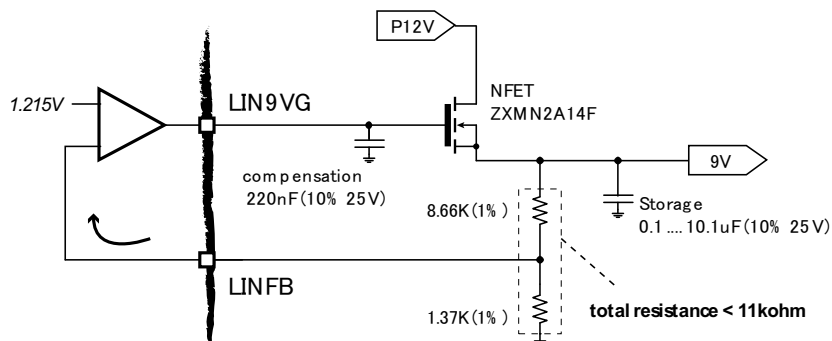 P12V
NFET
ZXMN2A14F
1.215V
LIN9VG
9V
compensation
220nF(10% 25V)
8.66K(1%)
Storage
0.1 .... 10.1uF(10% 25V)
LINFB
1.37K(1%)
total resistance < 11kohm